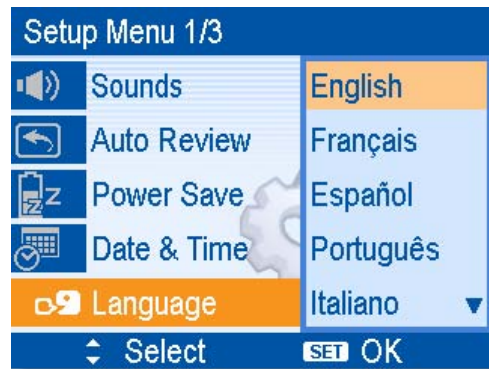 Setup Menu 1/3
Sounds
Auto Review
Power Save
Date & Time
Language
English
Français
Español
Português
Italiano
Select
SET OK